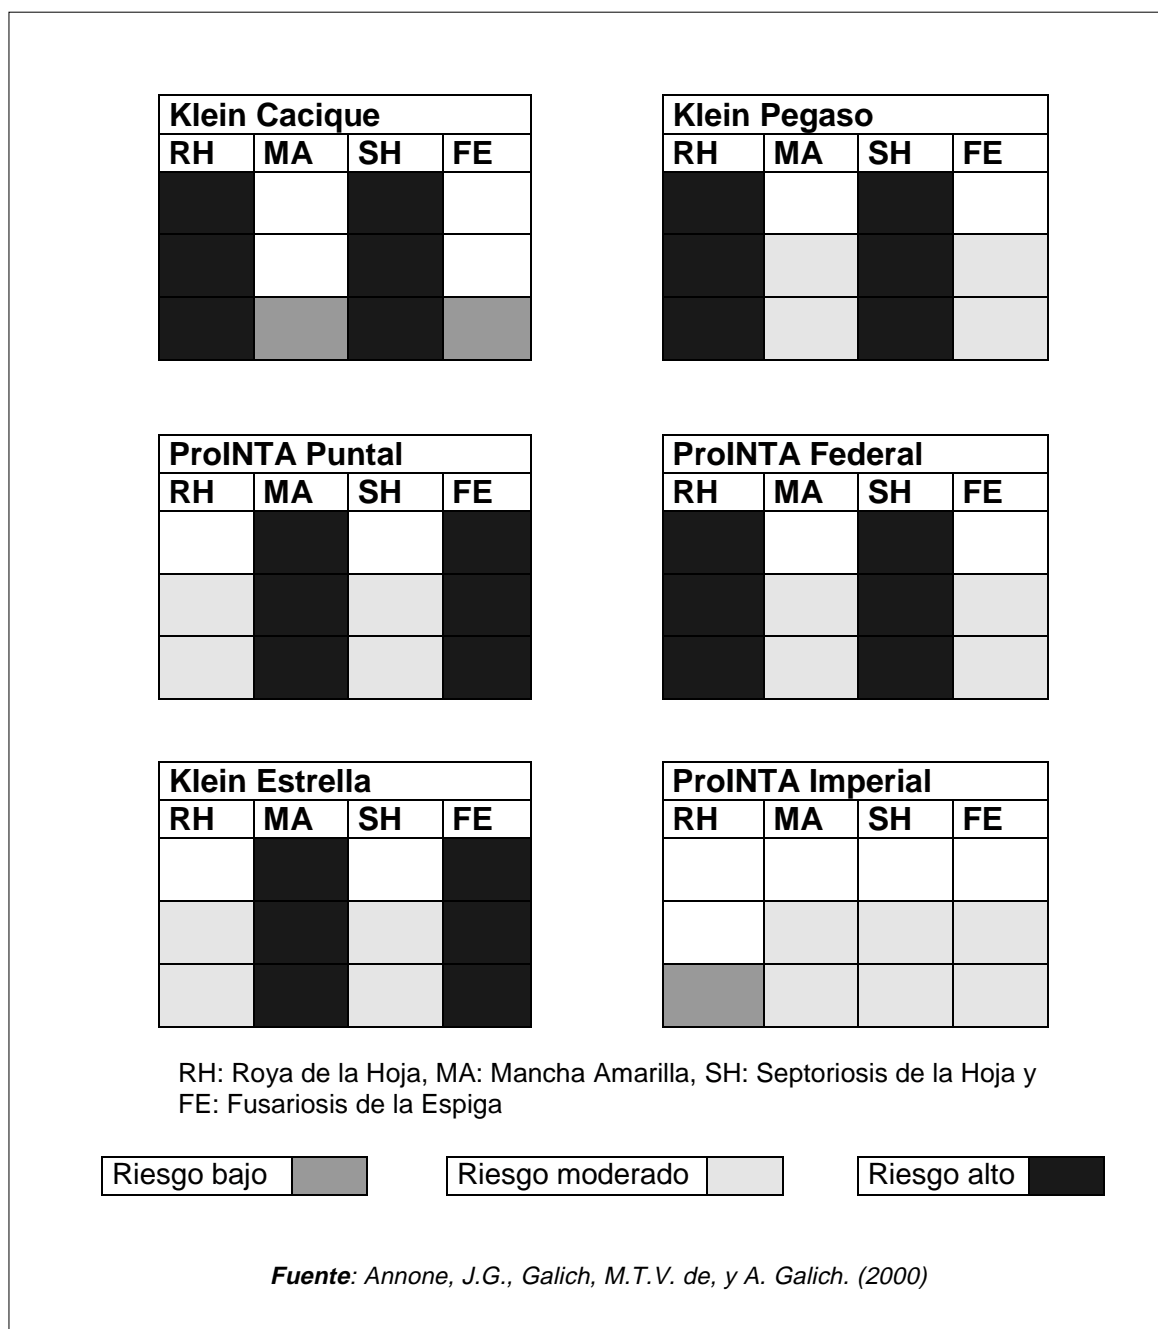 Klein Cacique
RH MA SH FE
Klein Pegaso
RH MA SH FE
ProINTA Puntal
RH MA SH FE
ProINTA Federal
RH MA SH FE
Klein Estrella
RH MA SH FE
ProINTA Imperial
RH MA SH FE
RH: Roya de la Hoja, MA: Mancha Amarilla, SH: Septoriosis de la Hoja y
FE: Fusariosis de la Espiga
Riesgo bajo
Riesgo moderado
Riesgo alto
Fuente: Annone, J.G., Galich, M.T.V. de, y A. Galich. (2000)